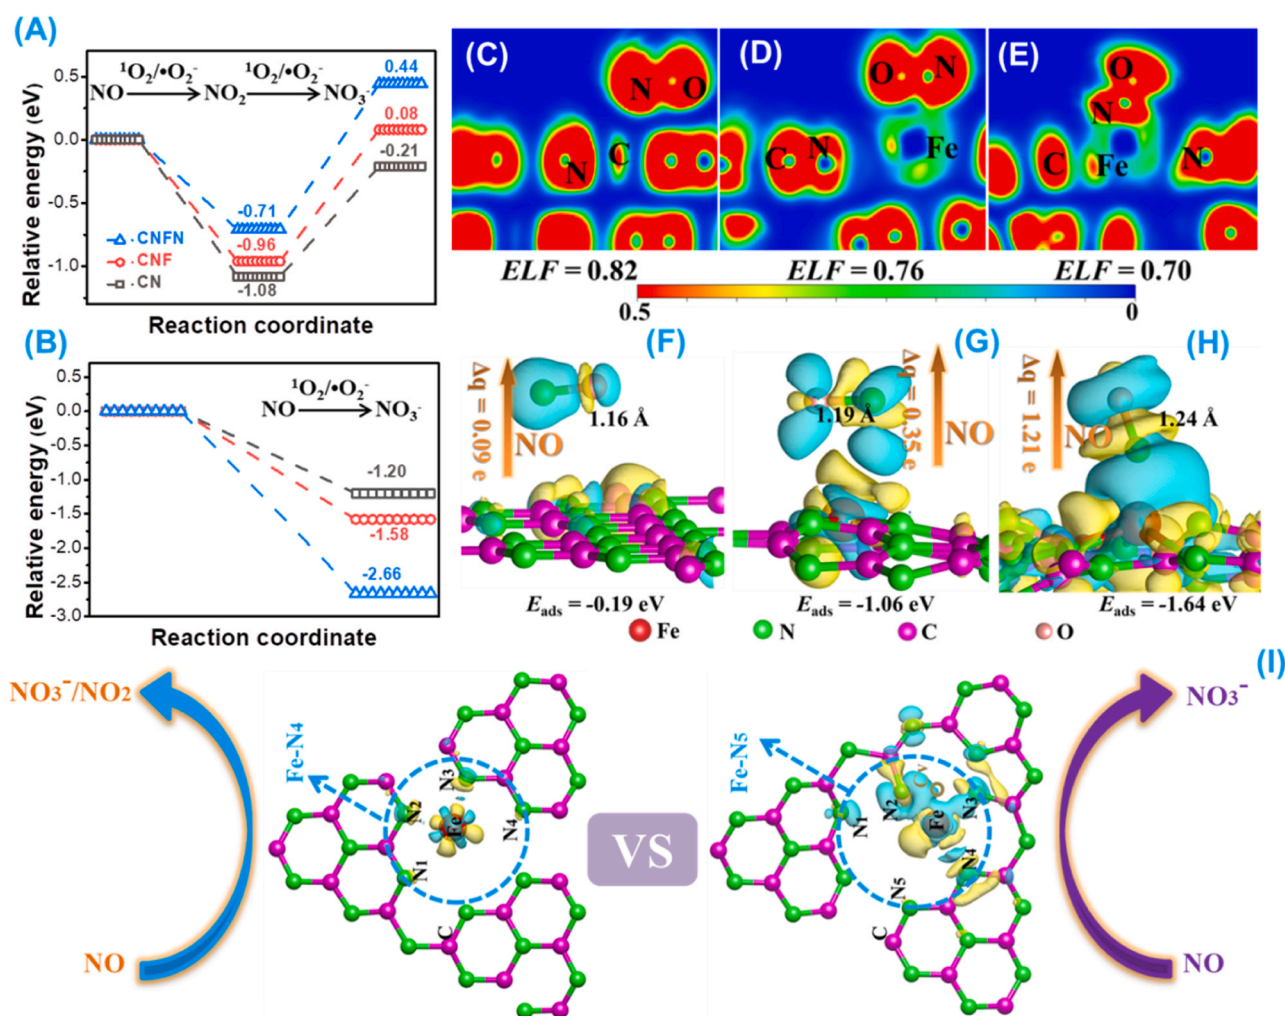 (A)
Relative energy (eV)
0.5
0.0
-0.5
-1.0
¹O₂/•O₂⁻ ¹O₂/•O₂⁻
NO NO₂ NO₃⁻
0.44
0.08
-0.21
-0.71
-0.96
-1.08
CNFN
CNF
CN
Reaction coordinate
(B)
Relative energy (eV)
0.5
0.0
-0.5
-1.0
-1.5
-2.0
-2.5
-3.0
¹O₂/•O₂⁻
NO NO₃⁻
-1.20
-1.58
-2.66
Reaction coordinate
(C)
N O
N C
(D)
O N
C N Fe
(E)
O
N
C Fe N
ELF = 0.82 ELF = 0.76 ELF = 0.70
0.5 0
(F)
Δq = 0.09 e
NO
1.16 Å
Eads = -0.19 eV
(G)
1.19 Å
Δq = 0.35 e
NO
Eads = -1.06 eV
(H)
Δq = 1.21 e
NO
1.24 Å
Eads = -1.64 eV
Fe N C O
(I)
NO₃⁻/NO₂
NO
Fe-N₄
N₃
N₂
Fe
N₄
N₁
C
VS
Fe-N₅
Cv
N₁
N₂
Fe
N₃
N₄
N₅
C
NO₃⁻
NO